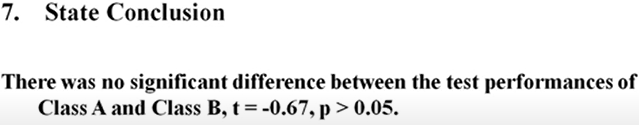 7. State Conclusion
There was no significant difference between the test performances of
Class A and Class B, t = -0.67, p > 0.05.